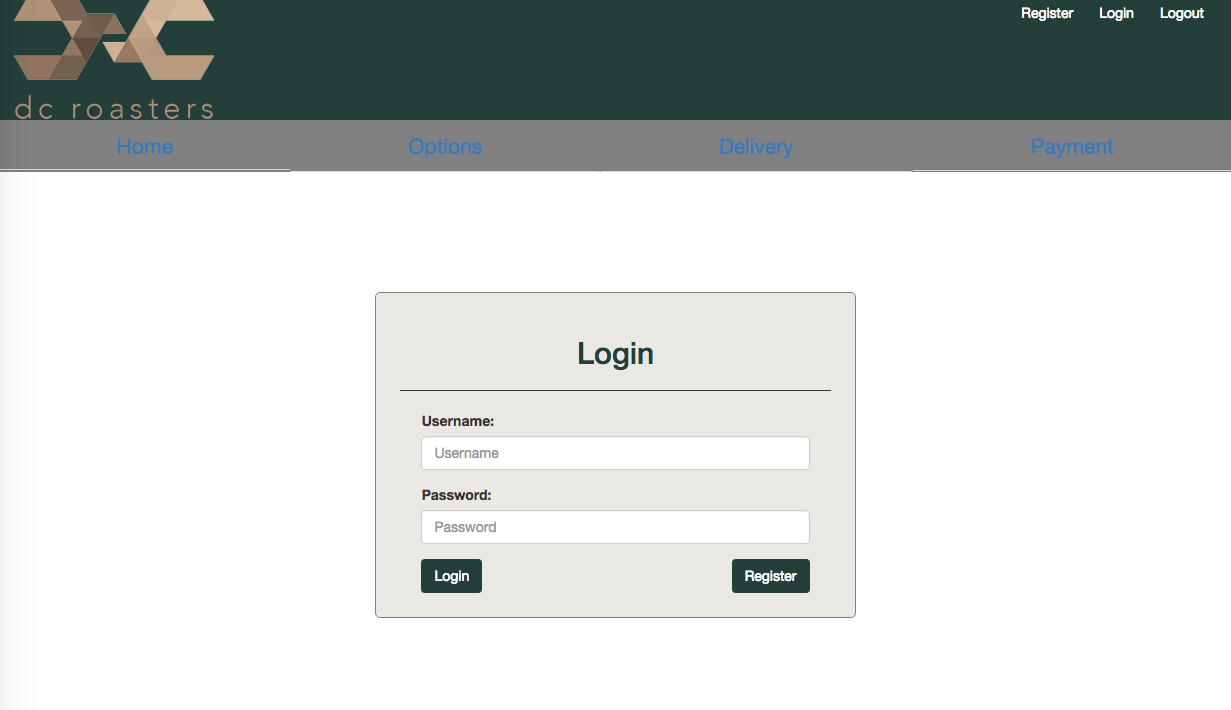 Register Login Logout
dc roasters
Home Options Delivery Payment
Login
Username:
Username
Password:
Password
Login Register